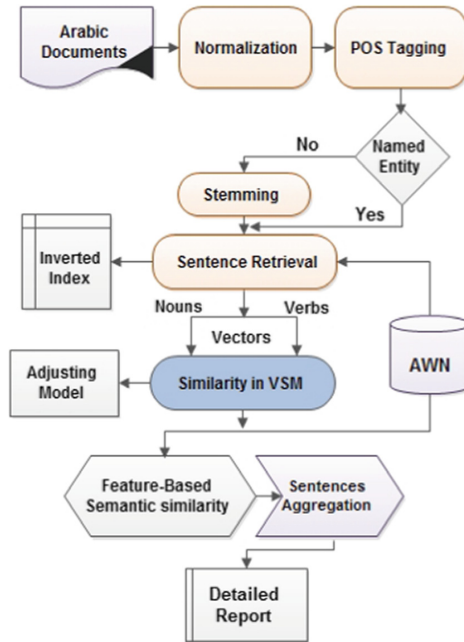 Arabic
Documents
Normalization
POS Tagging
No
Named
Entity
Stemming
Yes
Inverted
Index
Sentence Retrieval
Nouns
Verbs
Vectors
Adjusting
Model
Similarity in VSM
AWN
Feature-Based
Semantic similarity
Sentences
Aggregation
Detailed
Report